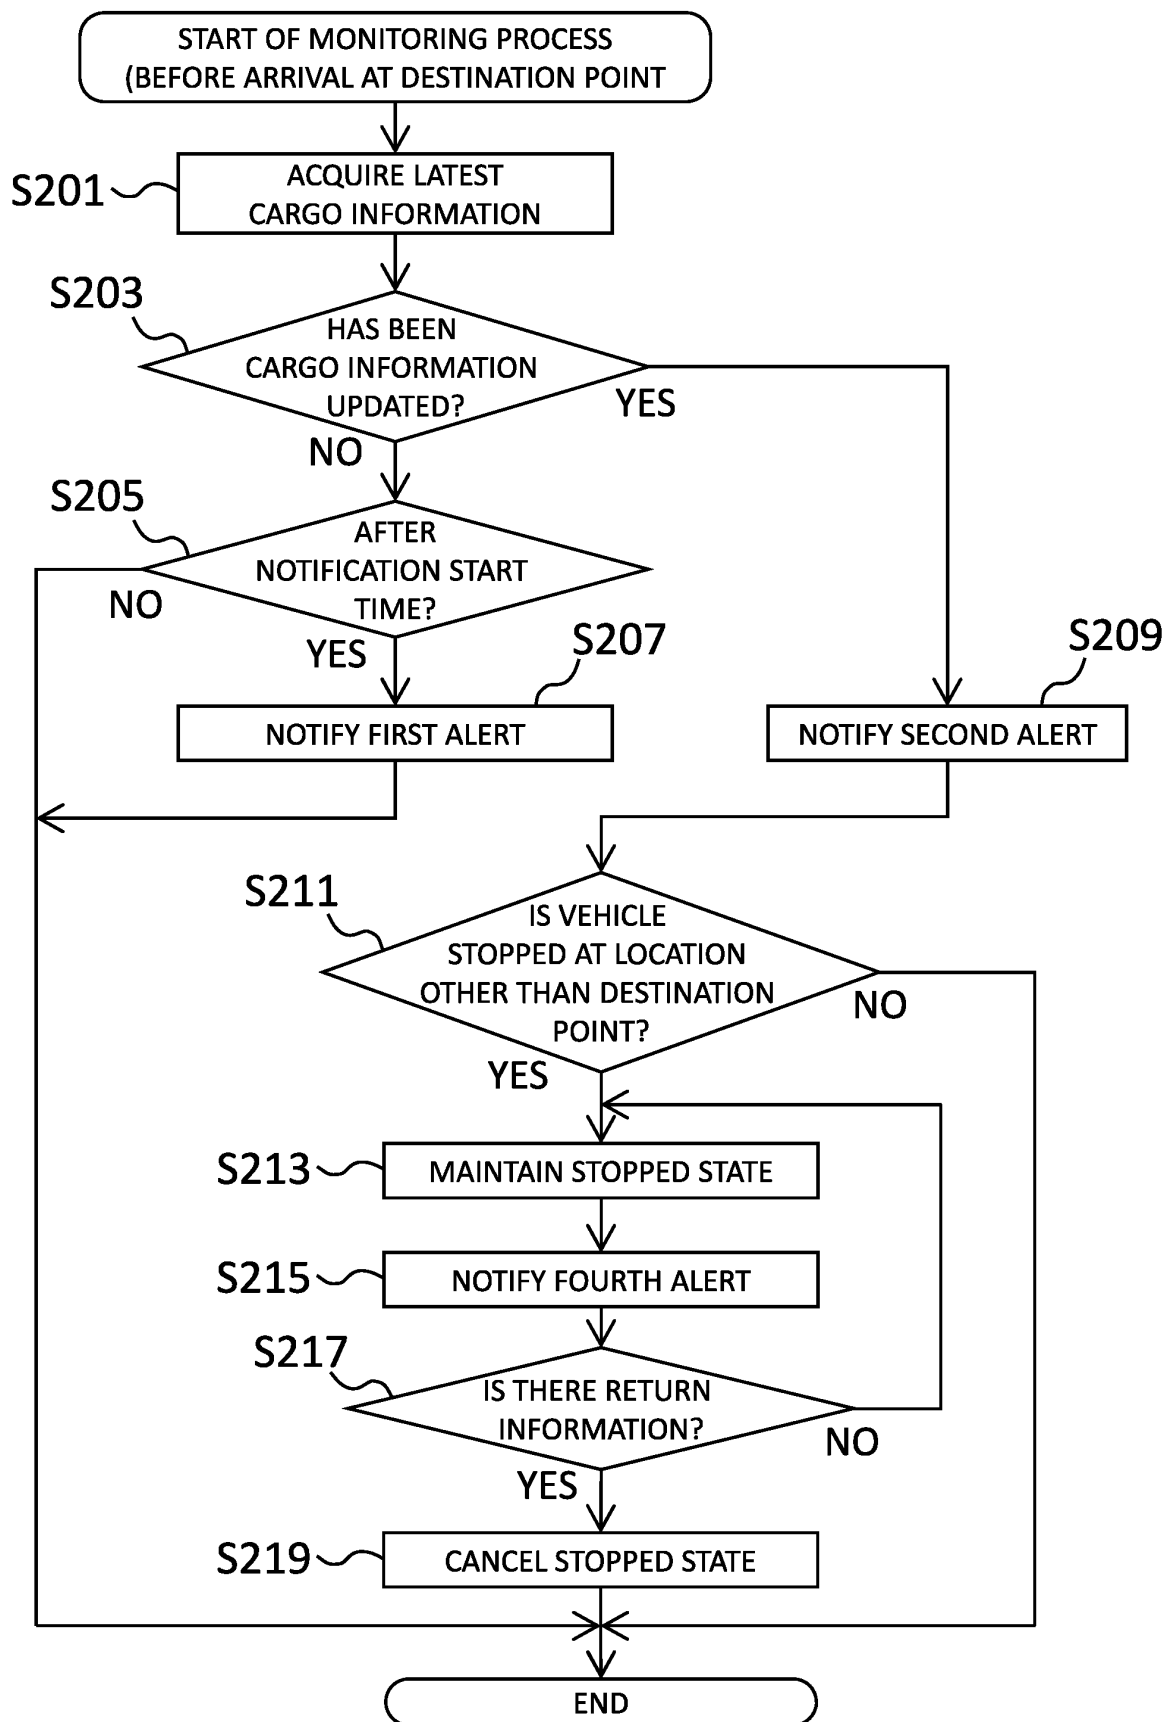 START OF MONITORING PROCESS
(BEFORE ARRIVAL AT DESTINATION POINT
S201
ACQUIRE LATEST
CARGO INFORMATION
S203
HAS BEEN
CARGO INFORMATION
UPDATED?
YES
NO
S205
AFTER
NOTIFICATION START
TIME?
NO
YES
S207
NOTIFY FIRST ALERT
S209
NOTIFY SECOND ALERT
S211
IS VEHICLE
STOPPED AT LOCATION
OTHER THAN DESTINATION
POINT?
NO
YES
S213
MAINTAIN STOPPED STATE
S215
NOTIFY FOURTH ALERT
S217
IS THERE RETURN
INFORMATION?
NO
YES
S219
CANCEL STOPPED STATE
END